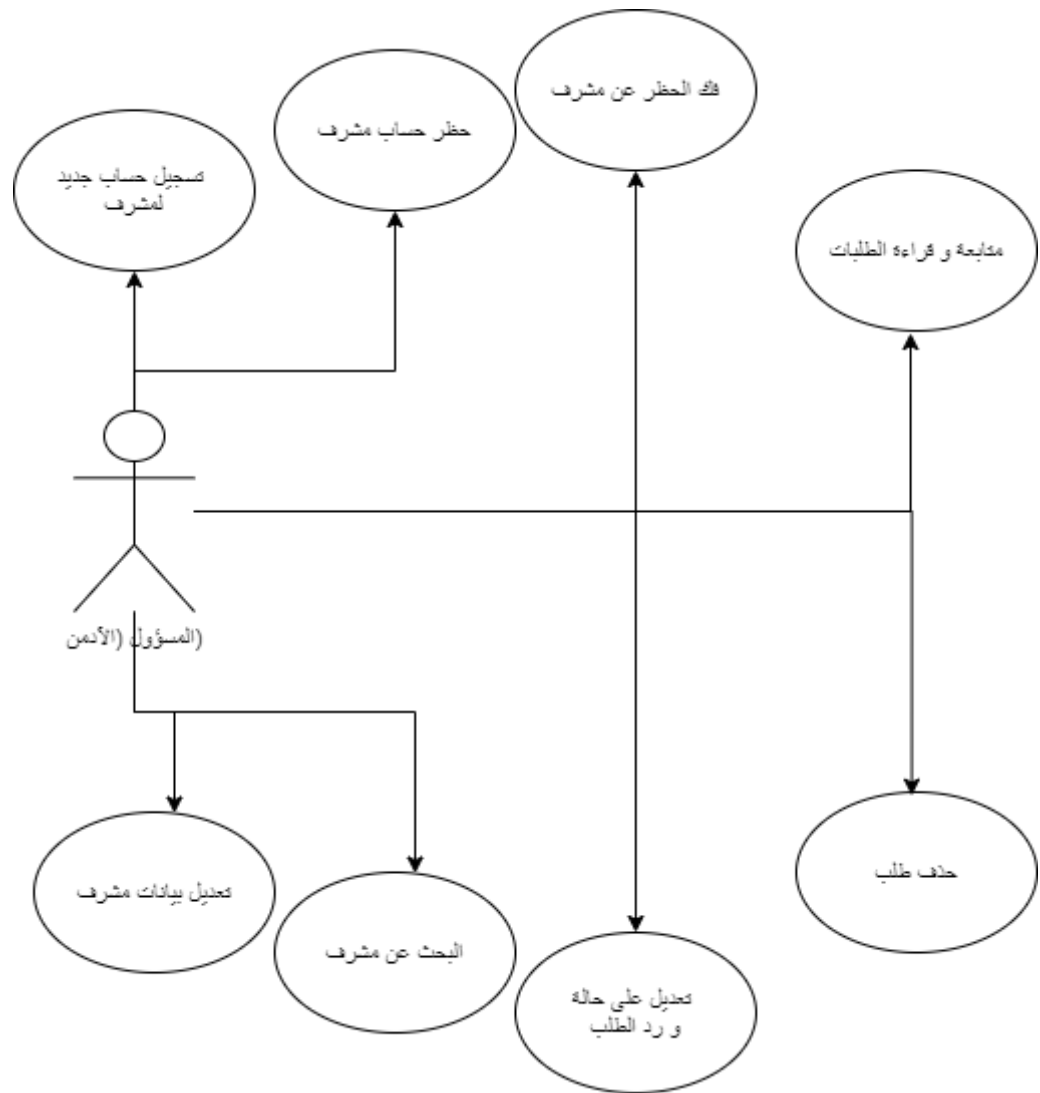 فك الحظر عن مشرف
حظر حساب مشرف
تسجيل حساب جديد
لمشرف
متابعة و قراءة الطلبات
(المسؤول (الأدمن
تعديل بيانات مشرف
البحث عن مشرف
تعديل على حالة
و رد الطلب
حذف طلب